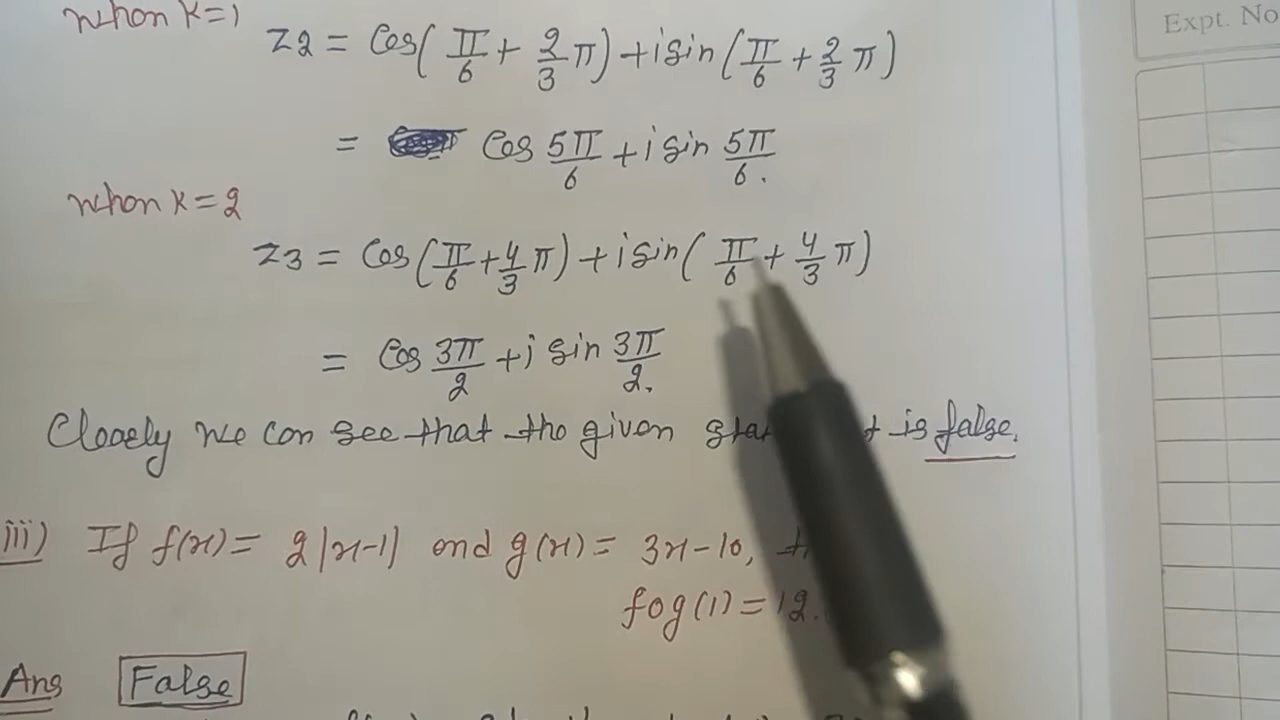 when K=1
Expt. No
z2 = Cos(π/6 + 2/3 π) + i sin(π/6 + 2/3 π)
= Cos 5π/6 + i sin 5π/6.
when K=2
z3 = Cos(π/6 + 4/3 π) + i sin(π/6 + 4/3 π)
= Cos 3π/2 + i sin 3π/2.
Clearly we can see that the given is false.
iii) If f(x) = 2|x-1| and g(x) = 3x-10,
fog(1) = 12.
Ans False